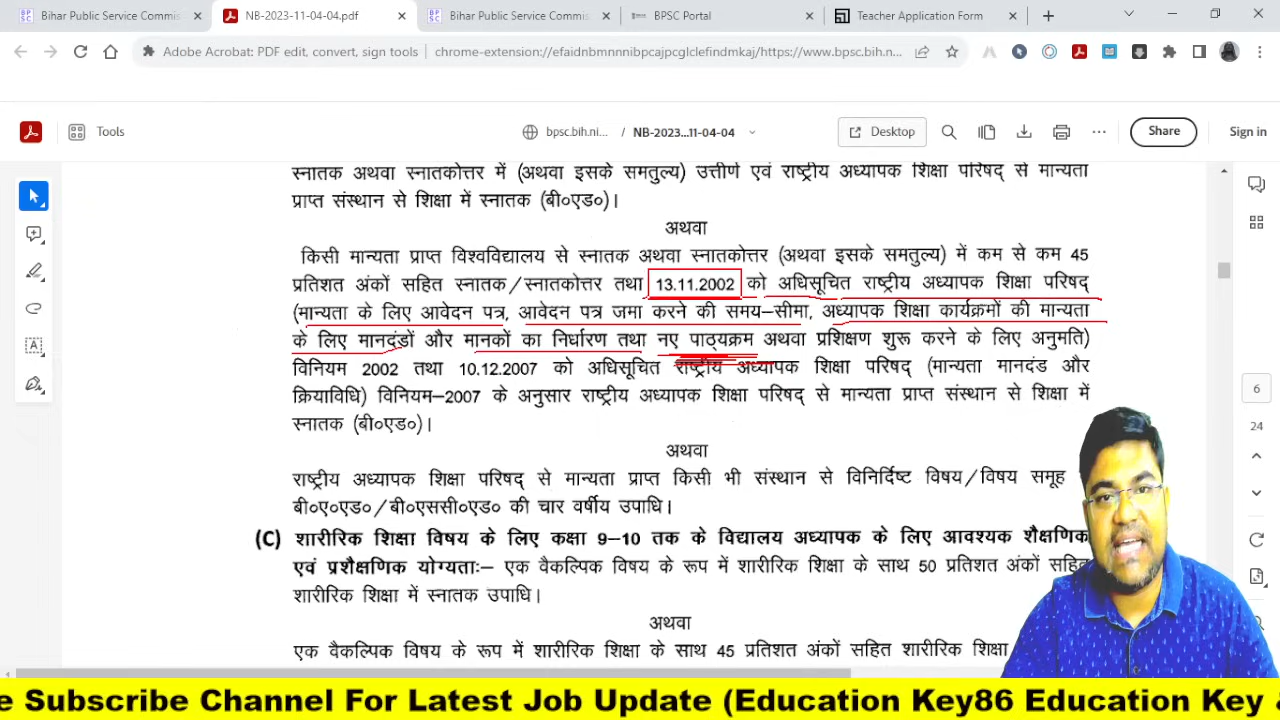 Bihar Public Service Commis
NB-2023-11-04-04.pdf
Bihar Public Service Commis
BPSC Portal
Teacher Application Form
Adobe Acrobat: PDF edit, convert, sign tools
chrome-extension://efaidnbmnnnibpcajpcglclefindmkaj/https://www.bpsc.bih.n...
Tools
bpsc.bih.ni... / NB-2023...11-04-04
Desktop
Share
Sign in
स्नातक अथवा स्नातकोत्तर में (अथवा इसके समतुल्य) उत्तीर्ण एवं राष्ट्रीय अध्यापक शिक्षा परिषद् से मान्यता
प्राप्त संस्थान से शिक्षा में स्नातक (बी०एड०)।
अथवा
किसी मान्यता प्राप्त विश्वविद्यालय से स्नातक अथवा स्नातकोत्तर (अथवा इसके समतुल्य) में कम से कम 45
प्रतिशत अंकों सहित स्नातक/स्नातकोत्तर तथा 13.11.2002 को अधिसूचित राष्ट्रीय अध्यापक शिक्षा परिषद्
(मान्यता के लिए आवेदन पत्र, आवेदन पत्र जमा करने की समय–सीमा, अध्यापक शिक्षा कार्यक्रमों की मान्यता
के लिए मानदंडों और मानकों का निर्धारण तथा नए पाठ्यक्रम अथवा प्रशिक्षण शुरू करने के लिए अनुमति)
विनियम 2002 तथा 10.12.2007 को अधिसूचित राष्ट्रीय अध्यापक शिक्षा परिषद् (मान्यता मानदंड और
क्रियाविधि) विनियम–2007 के अनुसार राष्ट्रीय अध्यापक शिक्षा परिषद् से मान्यता प्राप्त संस्थान से शिक्षा में
स्नातक (बी०एड०)।
अथवा
राष्ट्रीय अध्यापक शिक्षा परिषद् से मान्यता प्राप्त किसी भी संस्थान से विनिर्दिष्ट विषय/विषय समूह
बी०ए०एड०/बी०एससी०एड० की चार वर्षीय उपाधि।
(C) शारीरिक शिक्षा विषय के लिए कक्षा 9–10 तक के विद्यालय अध्यापक के लिए आवश्यक शैक्षणिक
एवं प्रशैक्षणिक योग्यताः– एक वैकल्पिक विषय के रूप में शारीरिक शिक्षा के साथ 50 प्रतिशत अंकों सहित
शारीरिक शिक्षा में स्नातक उपाधि।
अथवा
एक वैकल्पिक विषय के रूप में शारीरिक शिक्षा के साथ 45 प्रतिशत अंकों सहित शारीरिक शिक्षा
6
24
e Subscribe Channel For Latest Job Update (Education Key86 Education Key